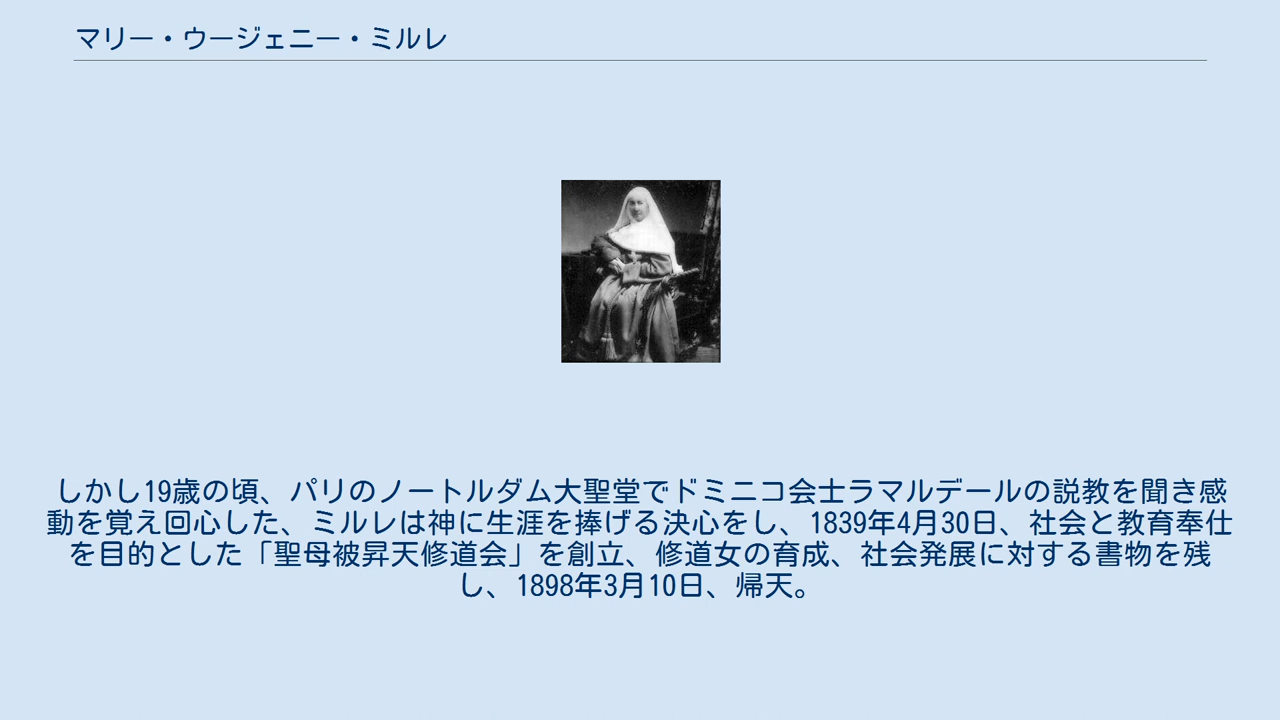 マリー・ウージェニー・ミルレ
しかし19歳の頃、パリのノートルダム大聖堂でドミニコ会士ラマルデールの説教を聞き感
動を覚え回心した、ミルレは神に生涯を捧げる決心をし、1839年4月30日、社会と教育奉仕
を目的とした「聖母被昇天修道会」を創立、修道女の育成、社会発展に対する書物を残
し、1898年3月10日、帰天。